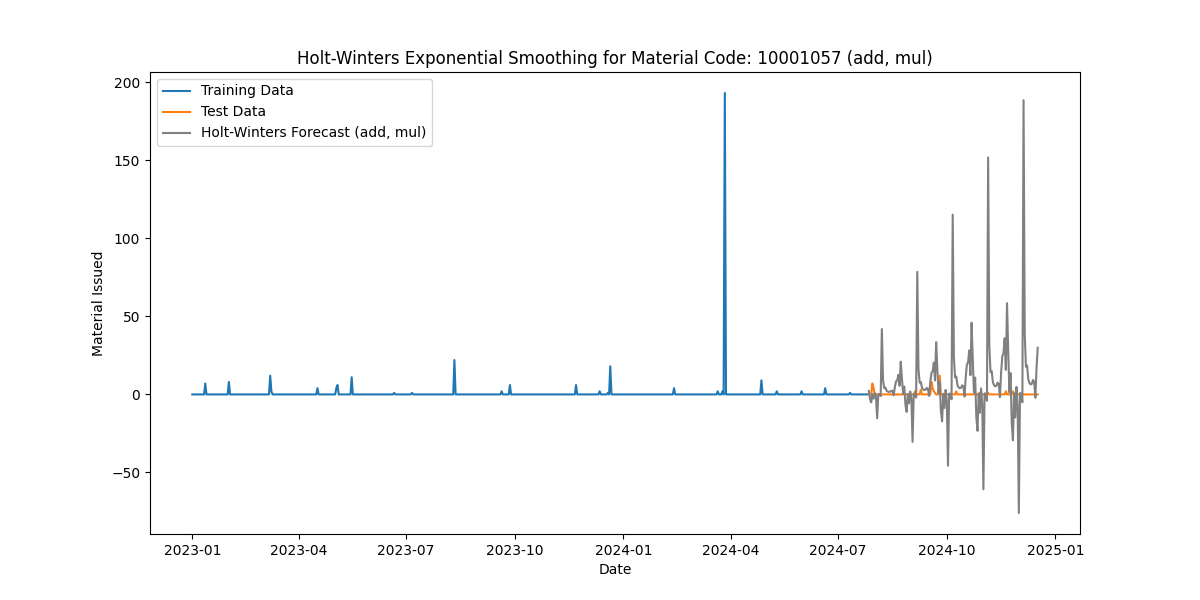 Holt-Winters Exponential Smoothing for Material Code: 10001057 (add, mul)
Training Data
Test Data
Holt-Winters Forecast (add, mul)
200
150
100
50
0
−50
Material Issued
2023-01 2023-04 2023-07 2023-10 2024-01 2024-04 2024-07 2024-10 2025-01
Date